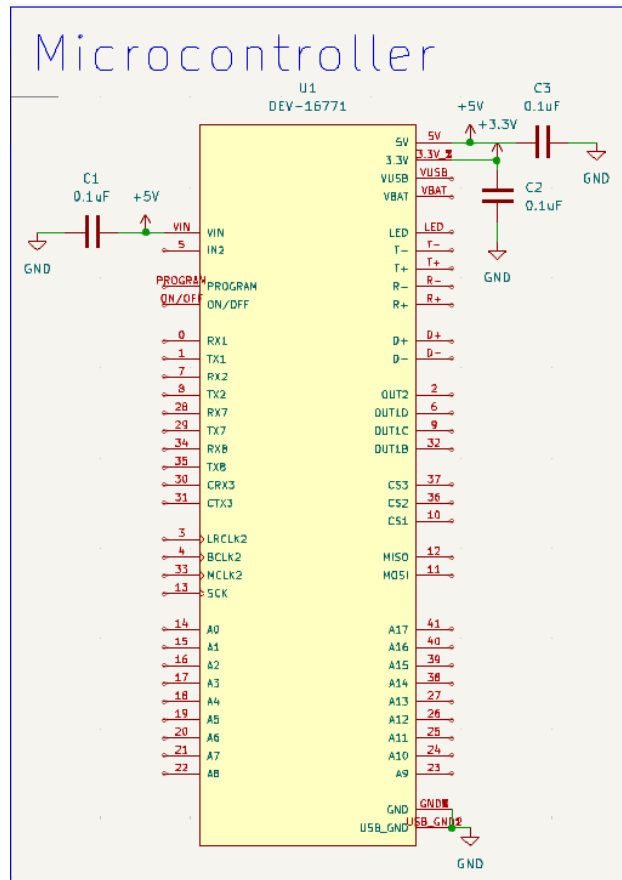 Microcontroller
U1
DEV-16771
C3
0.1uF
+5V
+3.3V
5V 5V
3.3V
GND
VUSB VUSB
VBAT VBAT
C2
0.1uF
GND
C1
0.1uF
+5V
GND
VIN VIN
5 IN2
PROGRAM PROGRAM
ON/OFF ON/OFF
LED LED
T- T-
T+ T+
R- R-
R+ R+
0 RX1
1 TX1
7 RX2
8 TX2
28 RX7
29 TX7
34 RX8
35 TX8
30 CRX3
31 CTX3
D+ D+
D- D-
OUT2 2
OUT1D 6
OUT1C 9
OUT1B 32
CS3 37
CS2 36
CS1 10
3 LRCLK2
4 BCLK2
33 MCLK2
13 SCK
MISO 12
MOSI 11
14 A0
15 A1
16 A2
17 A3
18 A4
19 A5
20 A6
21 A7
22 A8
A17 41
A16 40
A15 39
A14 38
A13 27
A12 26
A11 25
A10 24
A9 23
GND
USB_GND
GND